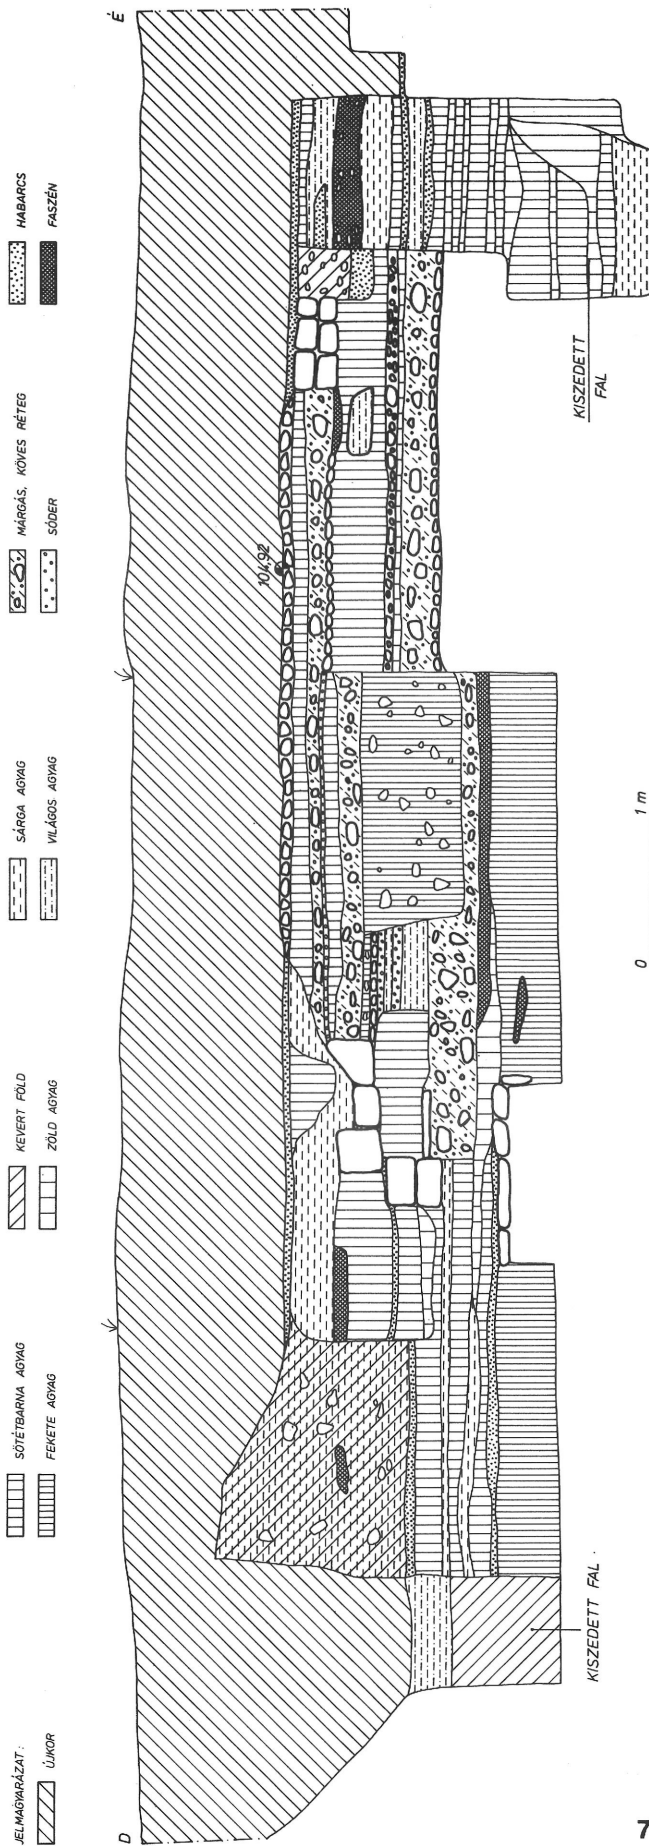 JELMAGYARÁZAT:
ÚJKOR
SÖTÉTBARNA AGYAG
FEKETE AGYAG
KEVERT FÖLD
ZÖLD AGYAG
SÁRGA AGYAG
VILÁGOS AGYAG
MÁRGÁS, KÖVES RÉTEG
SÓDER
HABARCS
FASZÉN
D
É
104,92
KISZEDETT FAL.
KISZEDETT
FAL
0 1 m
7